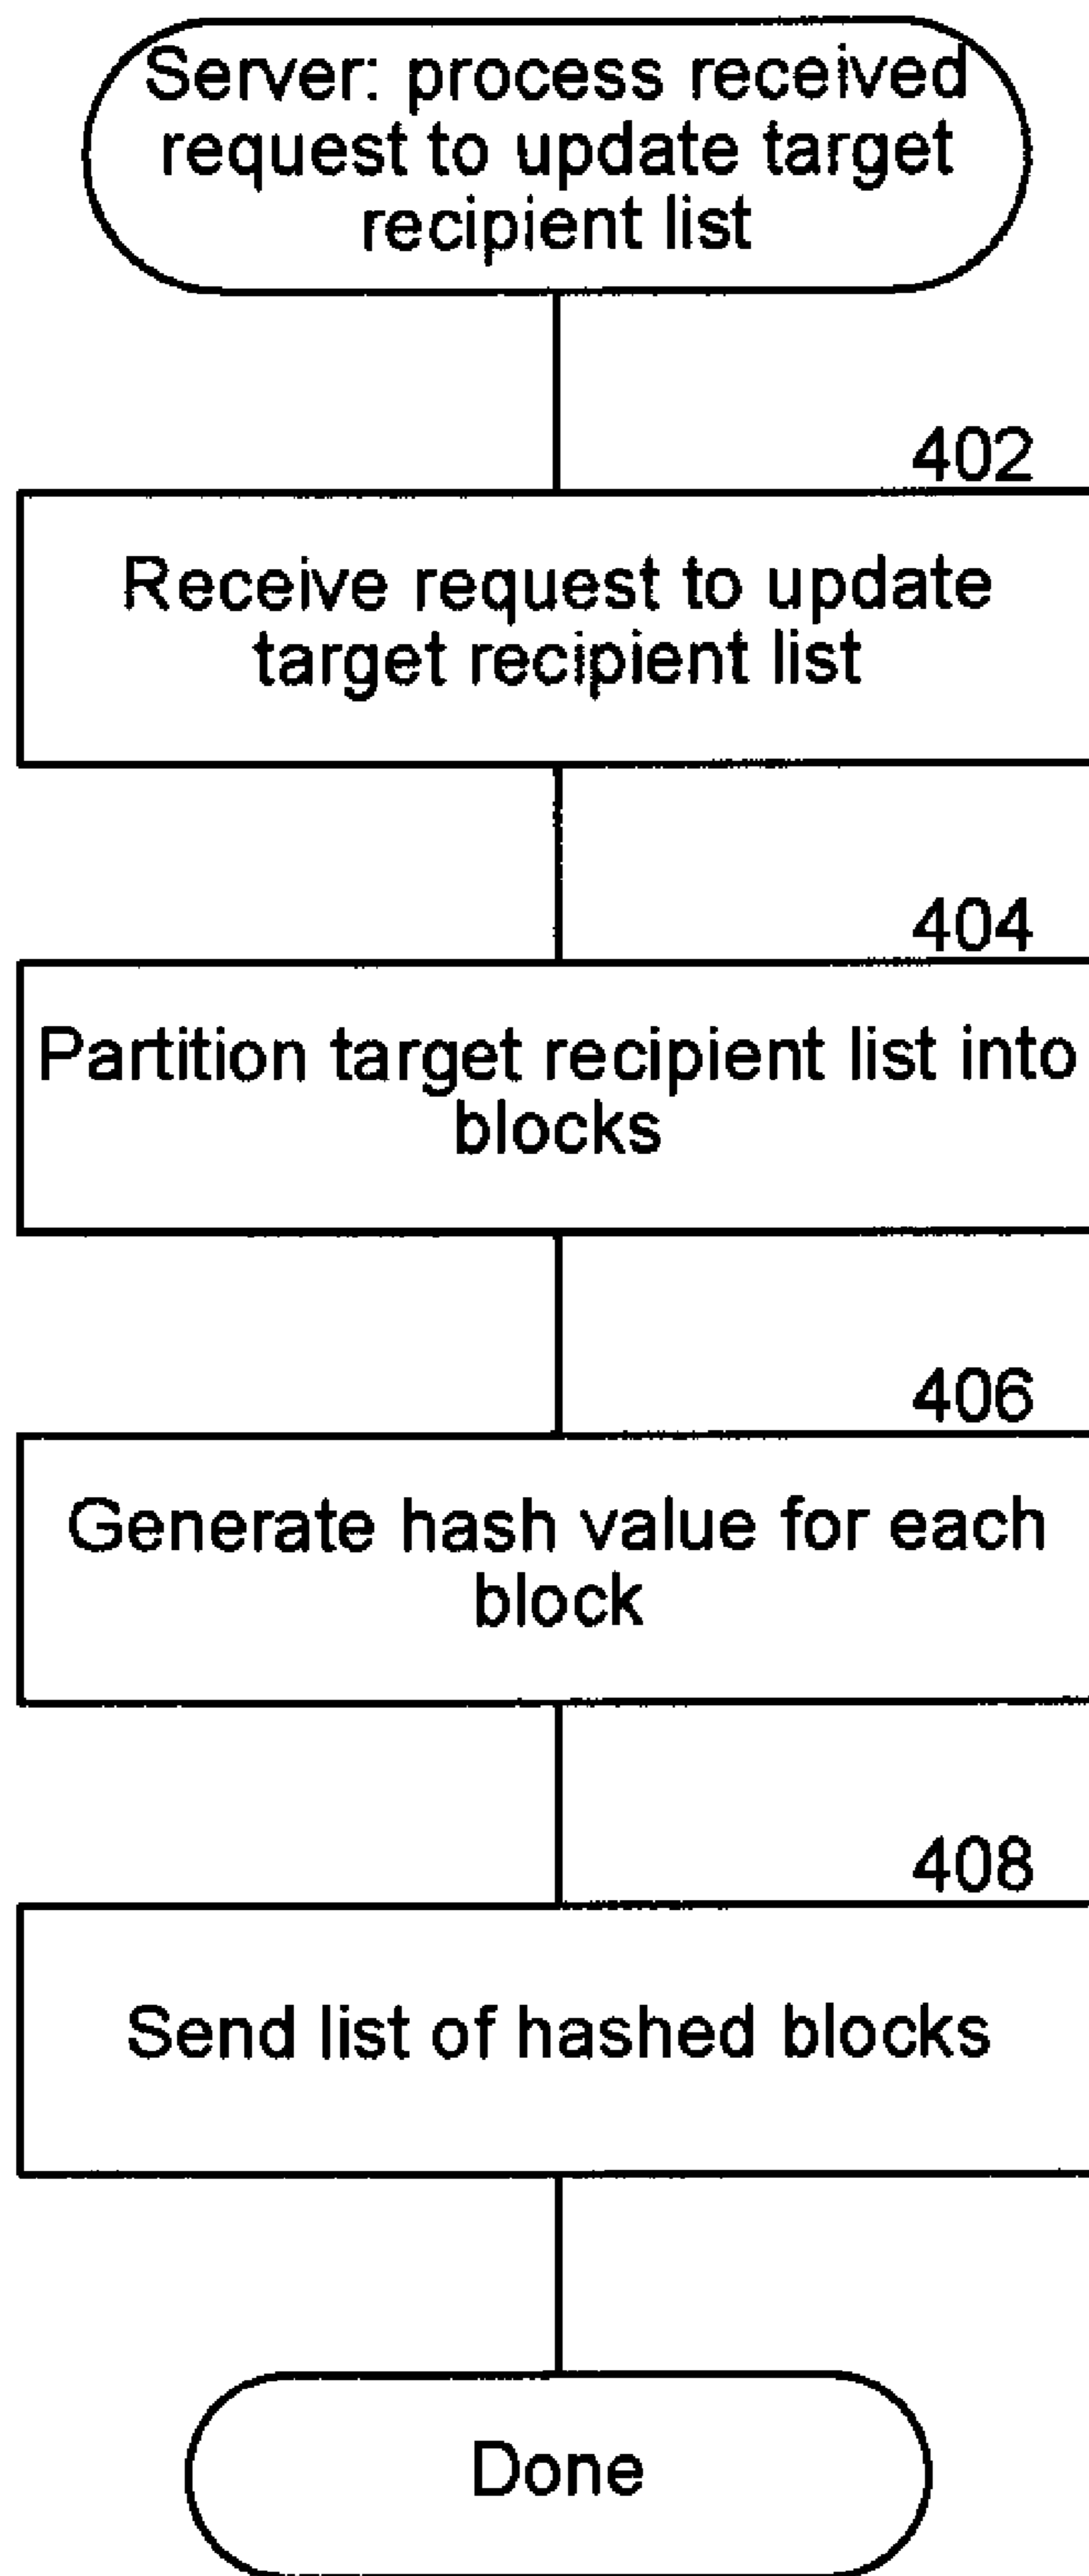 Server: process received
request to update target
recipient list
402
Receive request to update
target recipient list
404
Partition target recipient list into
blocks
406
Generate hash value for each
block
408
Send list of hashed blocks
Done